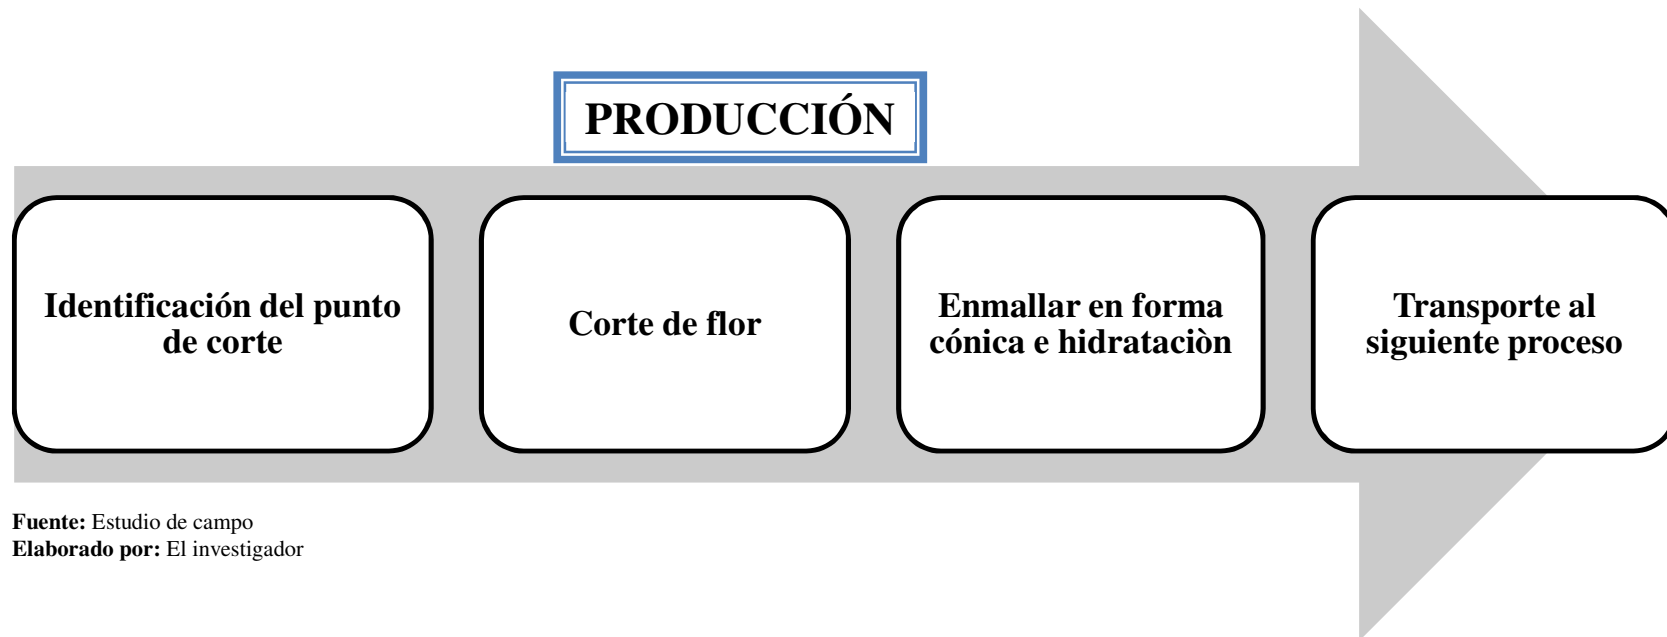 PRODUCCIÓN
Identificación del punto
de corte
Corte de flor
Enmallar en forma
cónica e hidrataciòn
Transporte al
siguiente proceso
Fuente: Estudio de campo
Elaborado por: El investigador